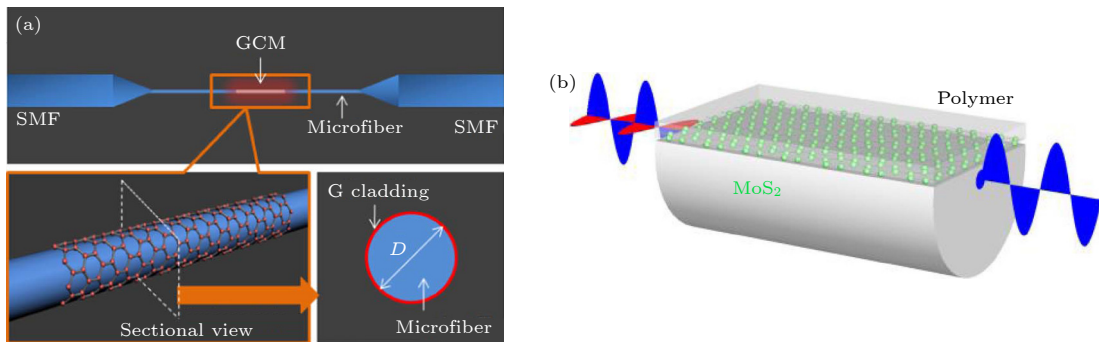 (a)
GCM
SMF
Microfiber
SMF
G cladding
D
Microfiber
Sectional view
(b)
Polymer
MoS₂